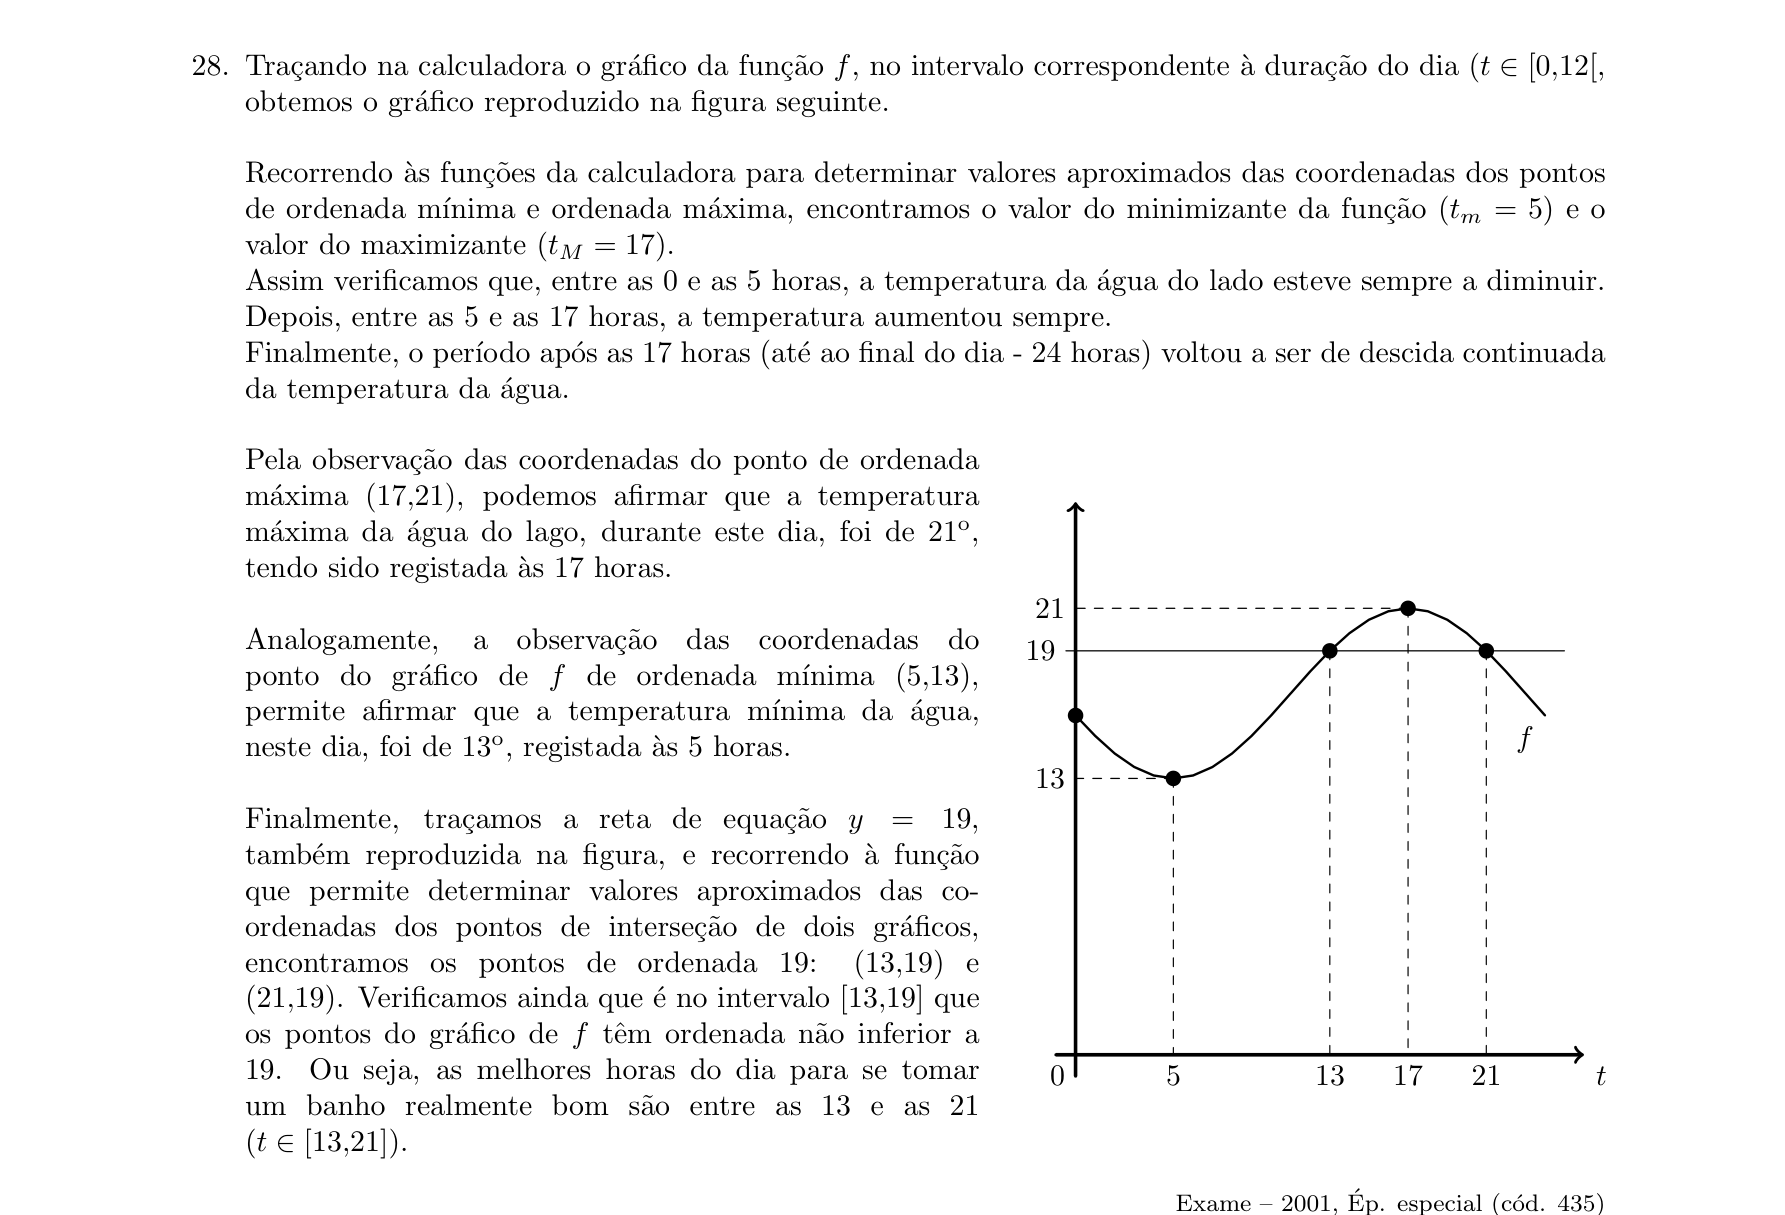 28. Traçando na calculadora o gráfico da função f, no intervalo correspondente à duração do dia (t ∈ [0,12[,
obtemos o gráfico reproduzido na figura seguinte.
Recorrendo às funções da calculadora para determinar valores aproximados das coordenadas dos pontos
de ordenada mínima e ordenada máxima, encontramos o valor do minimizante da função (tₘ = 5) e o
valor do maximizante (t_M = 17).
Assim verificamos que, entre as 0 e as 5 horas, a temperatura da água do lado esteve sempre a diminuir.
Depois, entre as 5 e as 17 horas, a temperatura aumentou sempre.
Finalmente, o período após as 17 horas (até ao final do dia - 24 horas) voltou a ser de descida continuada
da temperatura da água.
Pela observação das coordenadas do ponto de ordenada
máxima (17,21), podemos afirmar que a temperatura
máxima da água do lago, durante este dia, foi de 21º,
tendo sido registada às 17 horas.
Analogamente, a observação das coordenadas do
ponto do gráfico de f de ordenada mínima (5,13),
permite afirmar que a temperatura mínima da água,
neste dia, foi de 13º, registada às 5 horas.
Finalmente, traçamos a reta de equação y = 19,
também reproduzida na figura, e recorrendo à função
que permite determinar valores aproximados das co-
ordenadas dos pontos de interseção de dois gráficos,
encontramos os pontos de ordenada 19: (13,19) e
(21,19). Verificamos ainda que é no intervalo [13,19] que
os pontos do gráfico de f têm ordenada não inferior a
19. Ou seja, as melhores horas do dia para se tomar
um banho realmente bom são entre as 13 e as 21
(t ∈ [13,21]).
21
19
13
f
0 5 13 17 21 t
Exame – 2001, Ép. especial (cód. 435)